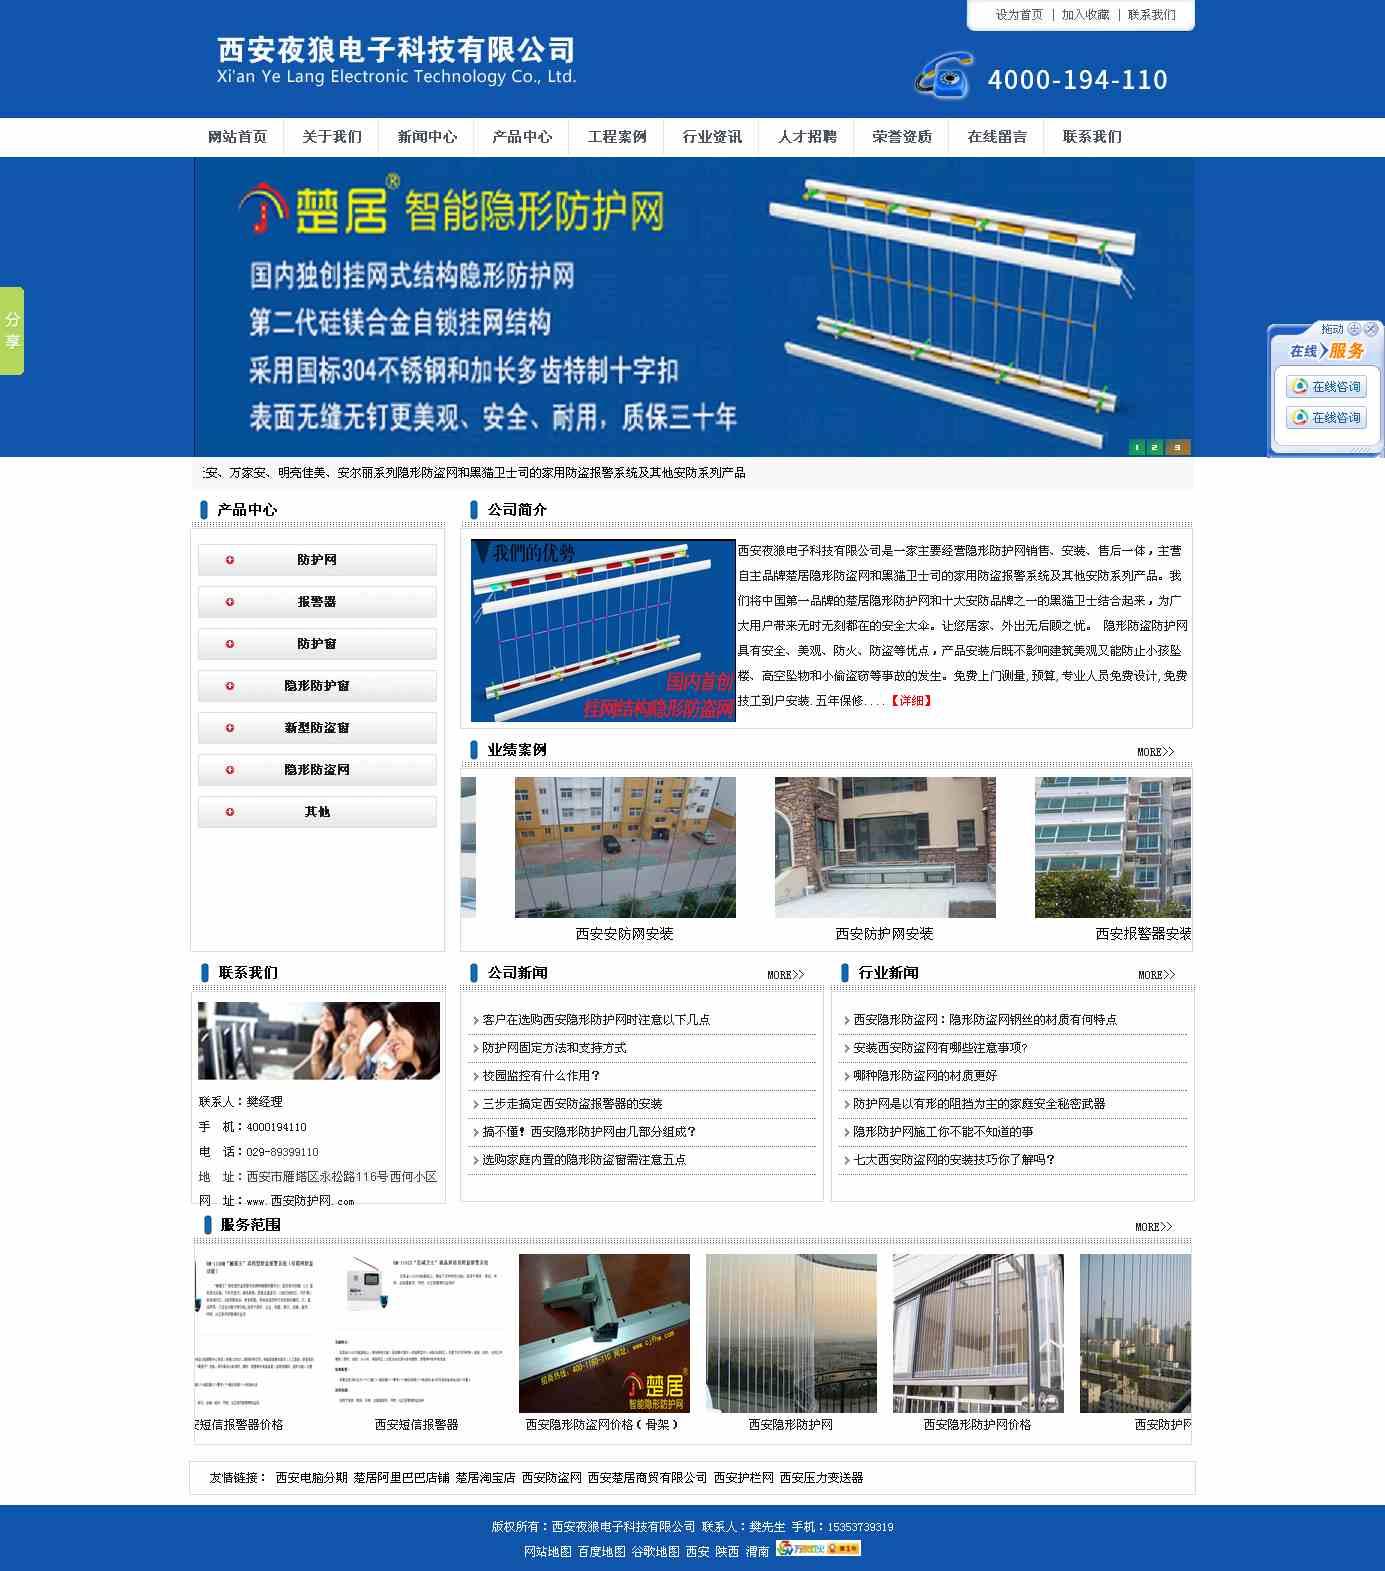 设为首页 | 加入收藏 | 联系我们
西安夜狼电子科技有限公司
Xi'an Ye Lang Electronic Technology Co., Ltd.
4000-194-110
网站首页 关于我们 新闻中心 产品中心 工程案例 行业资讯 人才招聘 荣誉资质 在线留言 联系我们
楚居® 智能隐形防护网
国内独创挂网式结构隐形防护网
第二代硅镁合金自锁挂网结构
采用国标304不锈钢和加长多齿特制十字扣
表面无缝无钉更美观、安全、耐用，质保三十年
1 2 3
分享
拖动
在线服务
在线咨询
在线咨询
安、万家安、明亮佳美、安尔丽系列隐形防盗网和黑猫卫士司的家用防盗报警系统及其他安防系列产品
产品中心
防护网
报警器
防护窗
隐形防护窗
新型防盗窗
隐形防盗网
其他
公司简介
我們的优勢
国内首创
挂网结构隐形防盗网
西安夜狼电子科技有限公司是一家主要经营隐形防护网销售、安装、售后一体，主营
自主品牌楚居隐形防盗网和黑猫卫士司的家用防盗报警系统及其他安防系列产品。我
们将中国第一品牌的楚居隐形防护网和十大安防品牌之一的黑猫卫士结合起来，为广
大用户带来无时无刻都在的安全大伞。让您居家、外出无后顾之忧。 隐形防盗防护网
具有安全、美观、防火、防盗等优点，产品安装后既不影响建筑美观又能防止小孩坠
楼、高空坠物和小偷盗窃等事故的发生。免费上门测量,预算,专业人员免费设计,免费
技工到户安装.五年保修....【详细】
业绩案例 MORE>>
西安安防网安装 西安防护网安装 西安报警器安装
联系我们
联系人：樊经理
手 机：4000194110
电 话：029-89399110
地 址：西安市雁塔区永松路116号西何小区
网 址：www.西安防护网.com
公司新闻 MORE>>
客户在选购西安隐形防护网时注意以下几点
防护网固定方法和支持方式
校园监控有什么作用？
三步走搞定西安防盗报警器的安装
搞不懂！西安隐形防护网由几部分组成？
选购家庭内置的隐形防盗窗需注意五点
行业新闻 MORE>>
西安隐形防盗网：隐形防盗网钢丝的材质有何特点
安装西安防盗网有哪些注意事项?
哪种隐形防盗网的材质更好
防护网是以有形的阻挡为主的家庭安全秘密武器
隐形防护网施工你不能不知道的事
七大西安防盗网的安装技巧你了解吗？
服务范围 MORE>>
招商热线：400-1180-110 网址：www.cjfhw.com
楚居®
智能隐形防护网
短信报警器价格 西安短信报警器 西安隐形防盗网价格（骨架） 西安隐形防护网 西安隐形防护网价格 西安防护网
友情链接： 西安电脑分期 楚居阿里巴巴店铺 楚居淘宝店 西安防盗网 西安楚居商贸有限公司 西安护栏网 西安压力变送器
版权所有：西安夜狼电子科技有限公司 联系人：樊先生 手机：15353739319
网站地图 百度地图 谷歌地图 西安 陕西 渭南